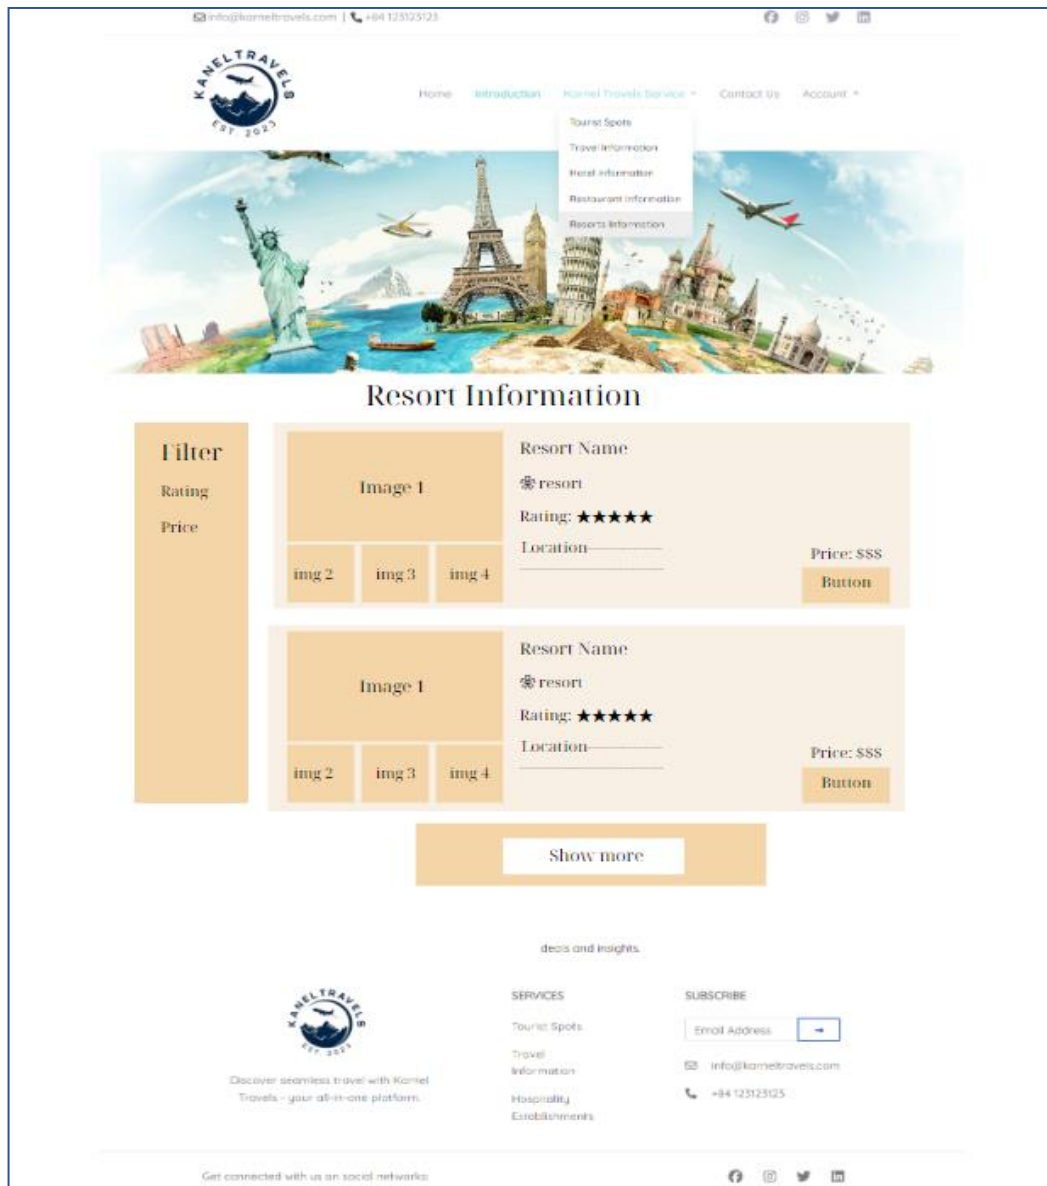 info@karneltravels.com | +84 123123123
KANELTRAVELS
EST 2023
Home Introduction Karnel Travels Service Contact Us Account
Tourist Spots
Travel Information
Hotel Information
Restaurant Information
Resorts Information
Resort Information
Filter
Rating
Price
Image 1
img 2 img 3 img 4
Resort Name
resort
Rating: ★★★★★
Location
Price: $$$
Button
Image 1
img 2 img 3 img 4
Resort Name
resort
Rating: ★★★★★
Location
Price: $$$
Button
Show more
deals and insights.
KANELTRAVELS
EST 2023
Discover seamless travel with Karnel
Travels - your all-in-one platform.
SERVICES
Tourist Spots
Travel
Information
Hospitality
Establishments
SUBSCRIBE
Email Address
info@karneltravels.com
+84 123123123
Get connected with us on social networks: